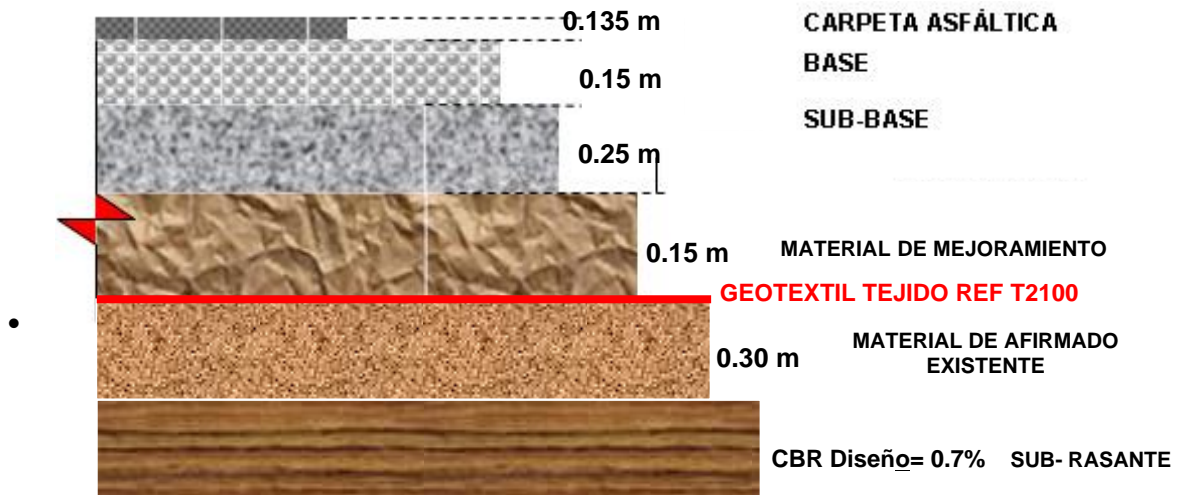 0.135 m CARPETA ASFÁLTICA
0.15 m BASE
0.25 m SUB-BASE
0.15 m MATERIAL DE MEJORAMIENTO
GEOTEXTIL TEJIDO REF T2100
0.30 m MATERIAL DE AFIRMADO
EXISTENTE
CBR Diseño= 0.7% SUB- RASANTE